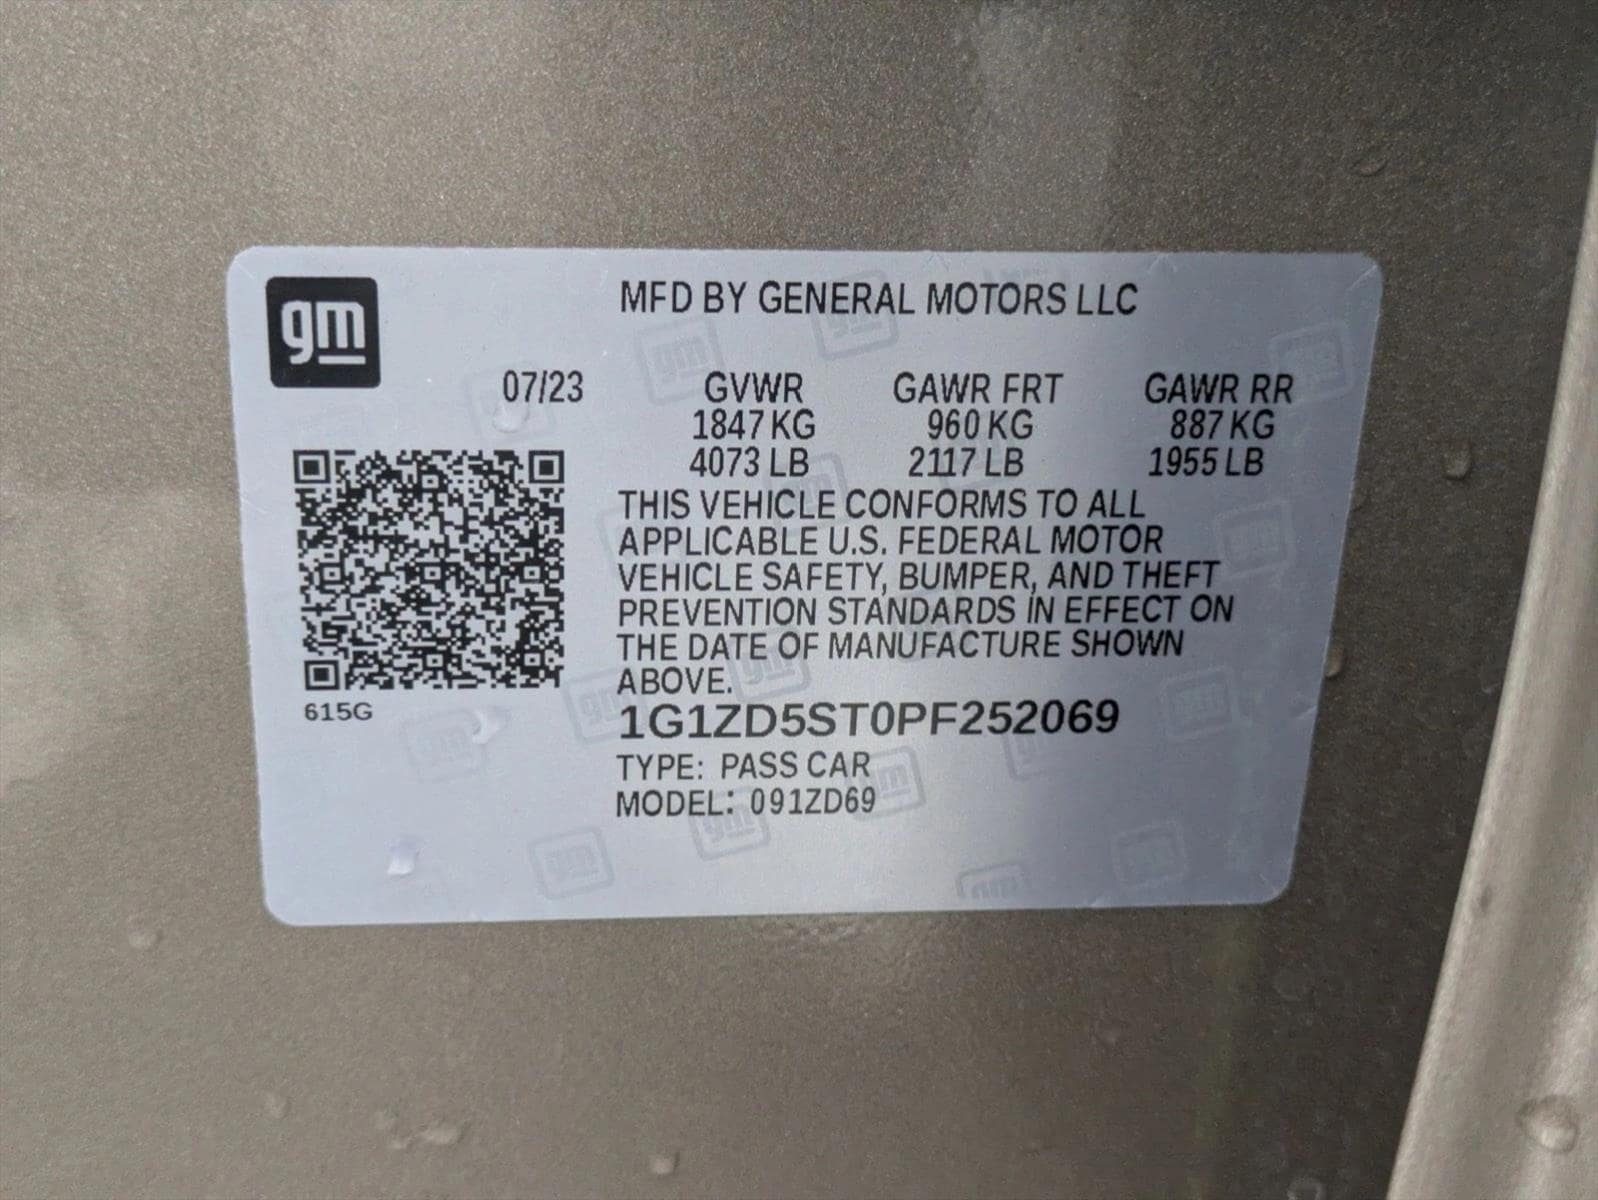 gm
MFD BY GENERAL MOTORS LLC
07/23 GVWR GAWR FRT GAWR RR
1847 KG 960 KG 887 KG
4073 LB 2117 LB 1955 LB
THIS VEHICLE CONFORMS TO ALL
APPLICABLE U.S. FEDERAL MOTOR
VEHICLE SAFETY, BUMPER, AND THEFT
PREVENTION STANDARDS IN EFFECT ON
THE DATE OF MANUFACTURE SHOWN
ABOVE.
615G
1G1ZD5ST0PF252069
TYPE: PASS CAR
MODEL: 091ZD69